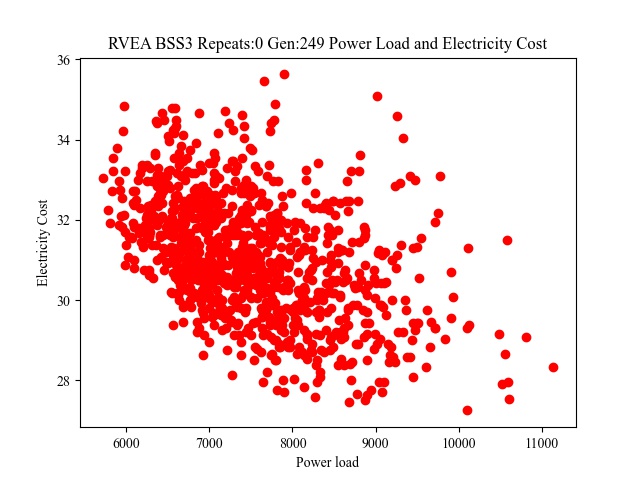 RVEA BSS3 Repeats:0 Gen:249 Power Load and Electricity Cost
36
34
32
30
28
Electricity Cost
6000 7000 8000 9000 10000 11000
Power load